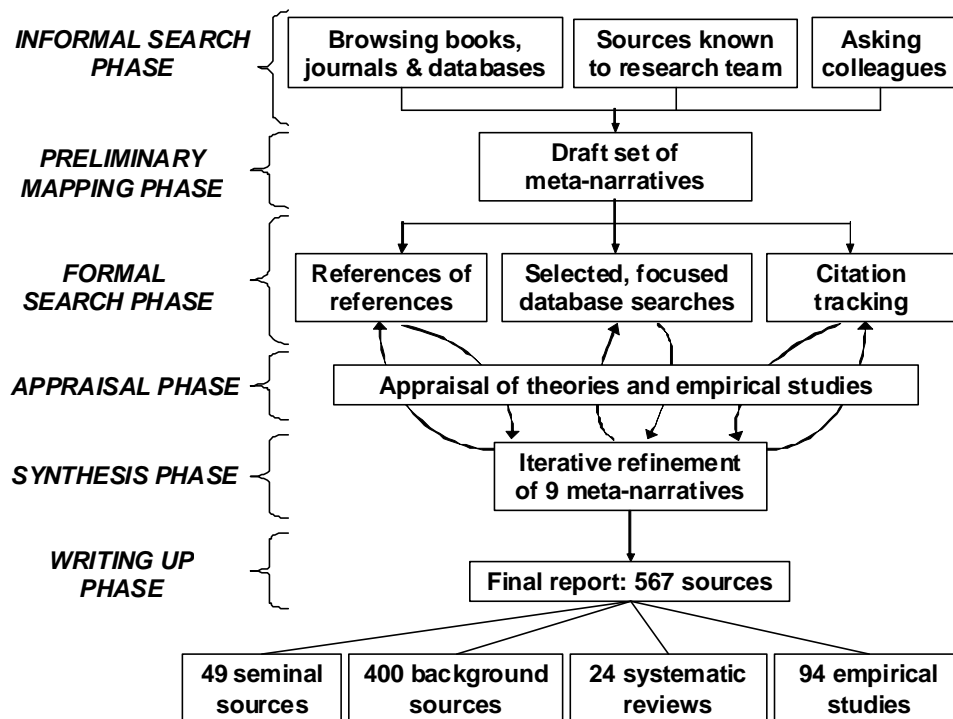 INFORMAL SEARCH
PHASE
Browsing books,
journals & databases
Sources known
to research team
Asking
colleagues
PRELIMINARY
MAPPING PHASE
Draft set of
meta-narratives
FORMAL
SEARCH PHASE
References of
references
Selected, focused
database searches
Citation
tracking
APPRAISAL PHASE
Appraisal of theories and empirical studies
SYNTHESIS PHASE
Iterative refinement
of 9 meta-narratives
WRITING UP
PHASE
Final report: 567 sources
49 seminal
sources
400 background
sources
24 systematic
reviews
94 empirical
studies